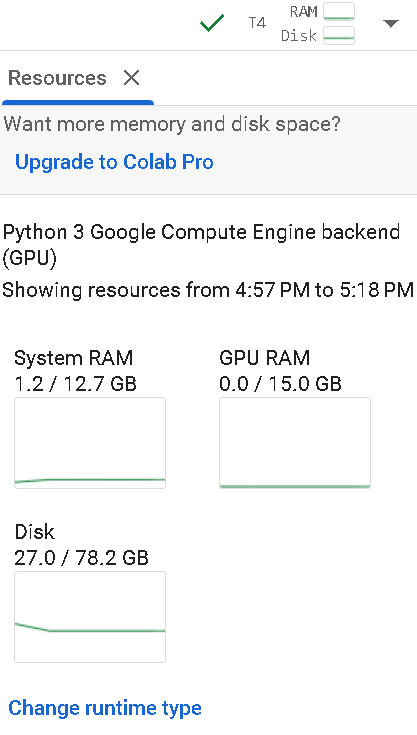 T4
RAM
Disk
Resources
Want more memory and disk space?
Upgrade to Colab Pro
Python 3 Google Compute Engine backend
(GPU)
Showing resources from 4:57 PM to 5:18 PM
System RAM
1.2 / 12.7 GB
GPU RAM
0.0 / 15.0 GB
Disk
27.0 / 78.2 GB
Change runtime type